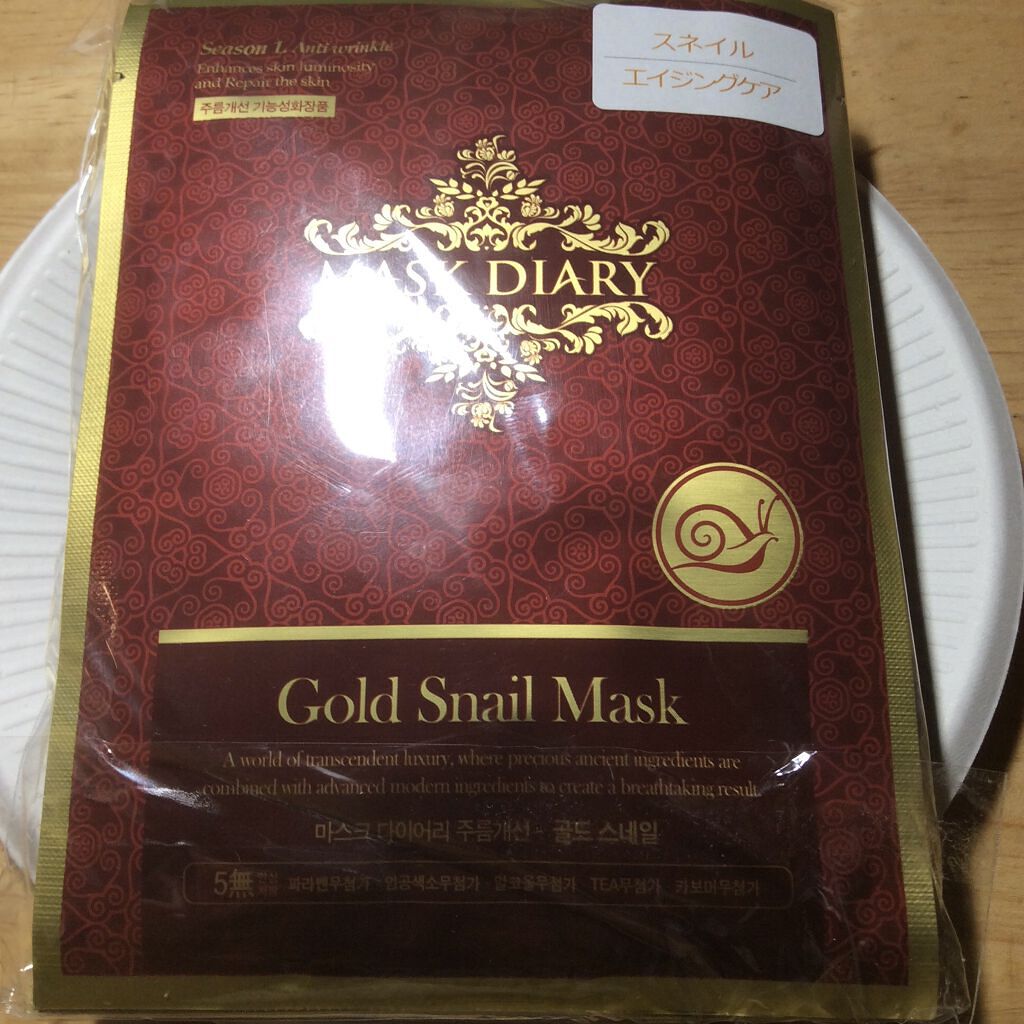 Season L Anti wrinkle
Enhances skin luminosity
and Repair the skin
주름개선 기능성화장품
スネイル
エイジングケア
MASK DIARY
Gold Snail Mask
A world of transcendent luxury, where precious ancient ingredients are
combined with advanced modern ingredients to create a breathtaking result.
마스크 다이어리 주름개선 - 골드 스네일
5無 파라벤무첨가 · 인공색소무첨가 · 알코올무첨가 · TEA무첨가 · 카보머무첨가